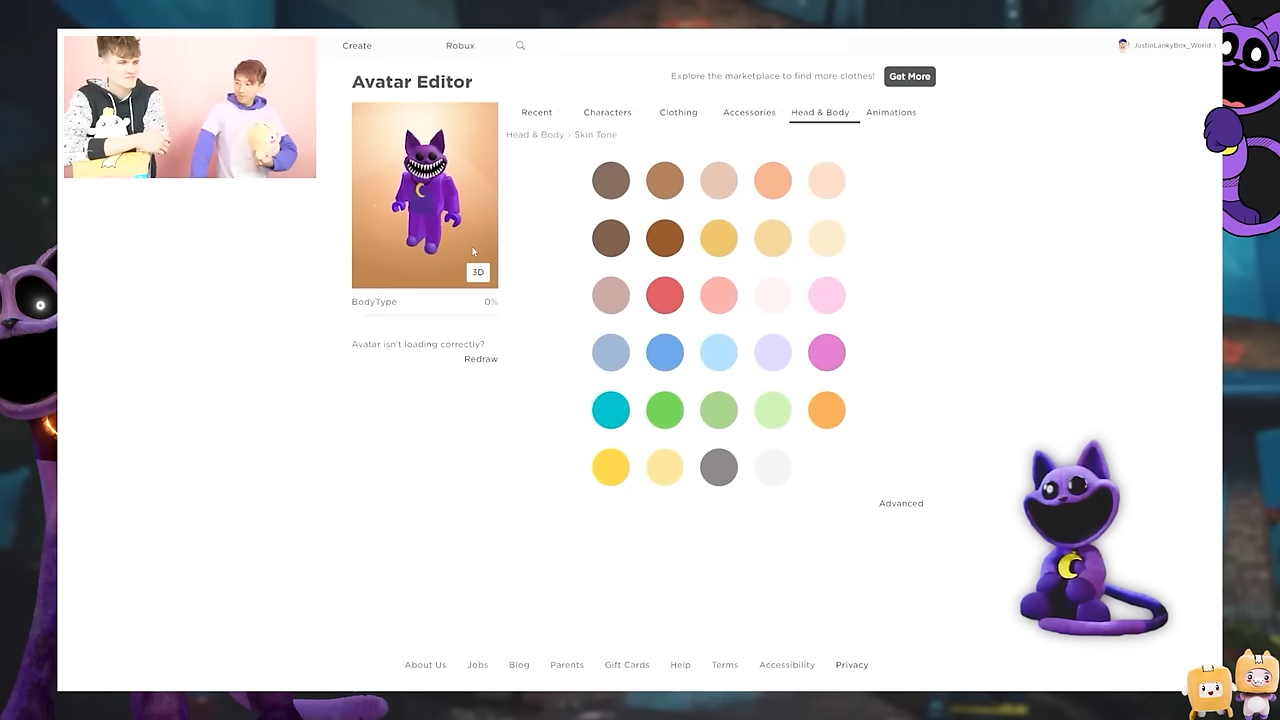 Create
Robux
JustinLankyBox_World
Avatar Editor
Explore the marketplace to find more clothes!
Get More
Recent
Characters
Clothing
Accessories
Head & Body
Animations
Head & Body > Skin Tone
3D
BodyType
0%
Avatar isn't loading correctly?
Redraw
Advanced
About Us
Jobs
Blog
Parents
Gift Cards
Help
Terms
Accessibility
Privacy